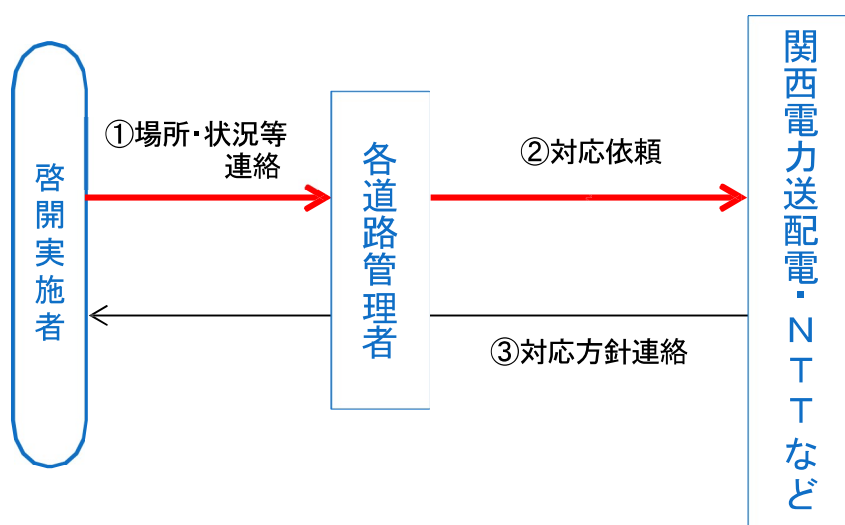 啓開実施者
①場所・状況等
連絡
各道路管理者
②対応依頼
③対応方針連絡
関西電力送配電・NTTなど